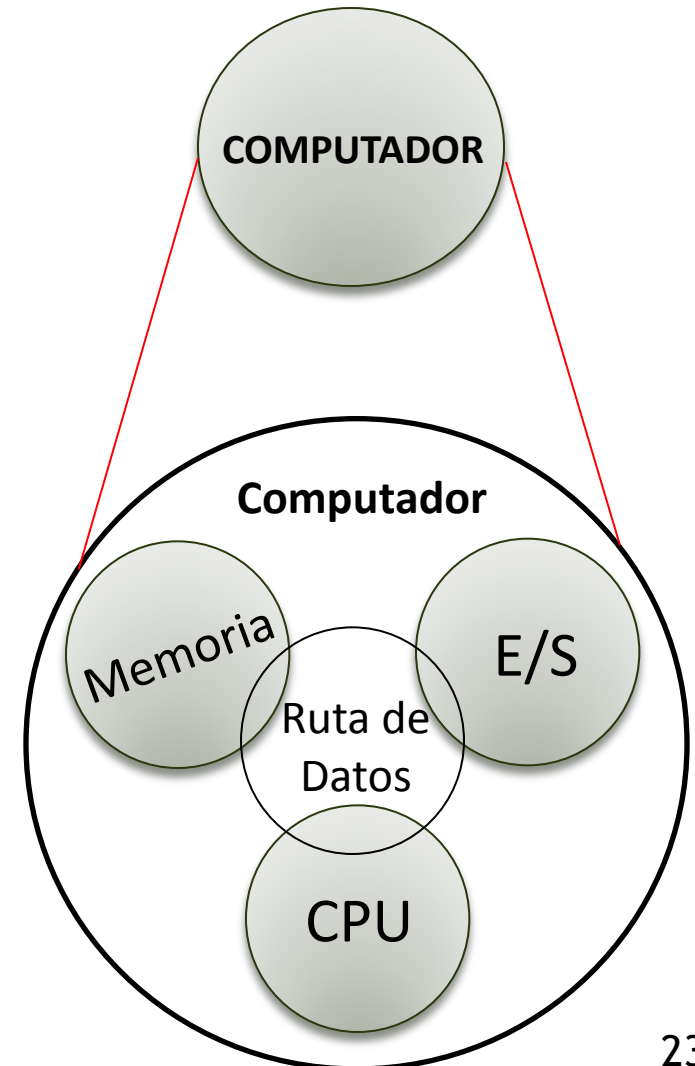 COMPUTADOR
Computador
Memoria
E/S
Ruta de
Datos
CPU
23